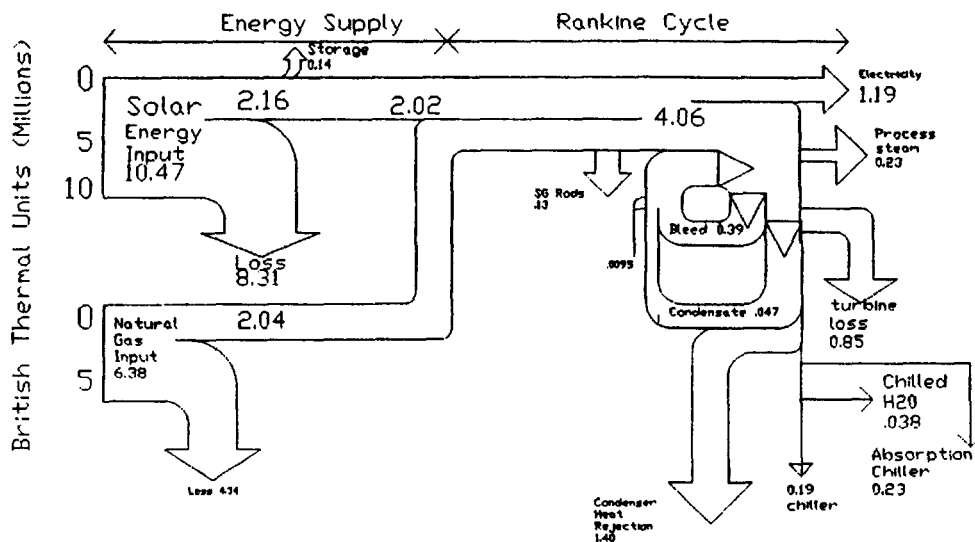 Energy Supply
Rankine Cycle
Storage
0.14
British Thermal Units (Millions)
0
5
10
Solar
Energy
Input
10.47
2.16
2.02
4.06
Electricity
1.19
Process
steam
0.23
SG Rods
.13
Bleed 0.39
.0095
Loss
8.31
Condensate .047
turbine
loss
0.85
0
5
Natural
Gas
Input
6.38
2.04
Chilled
H20
.038
Absorption
Chiller
0.23
Loss 4.34
0.19
chiller
Condenser
Heat
Rejection
1.40